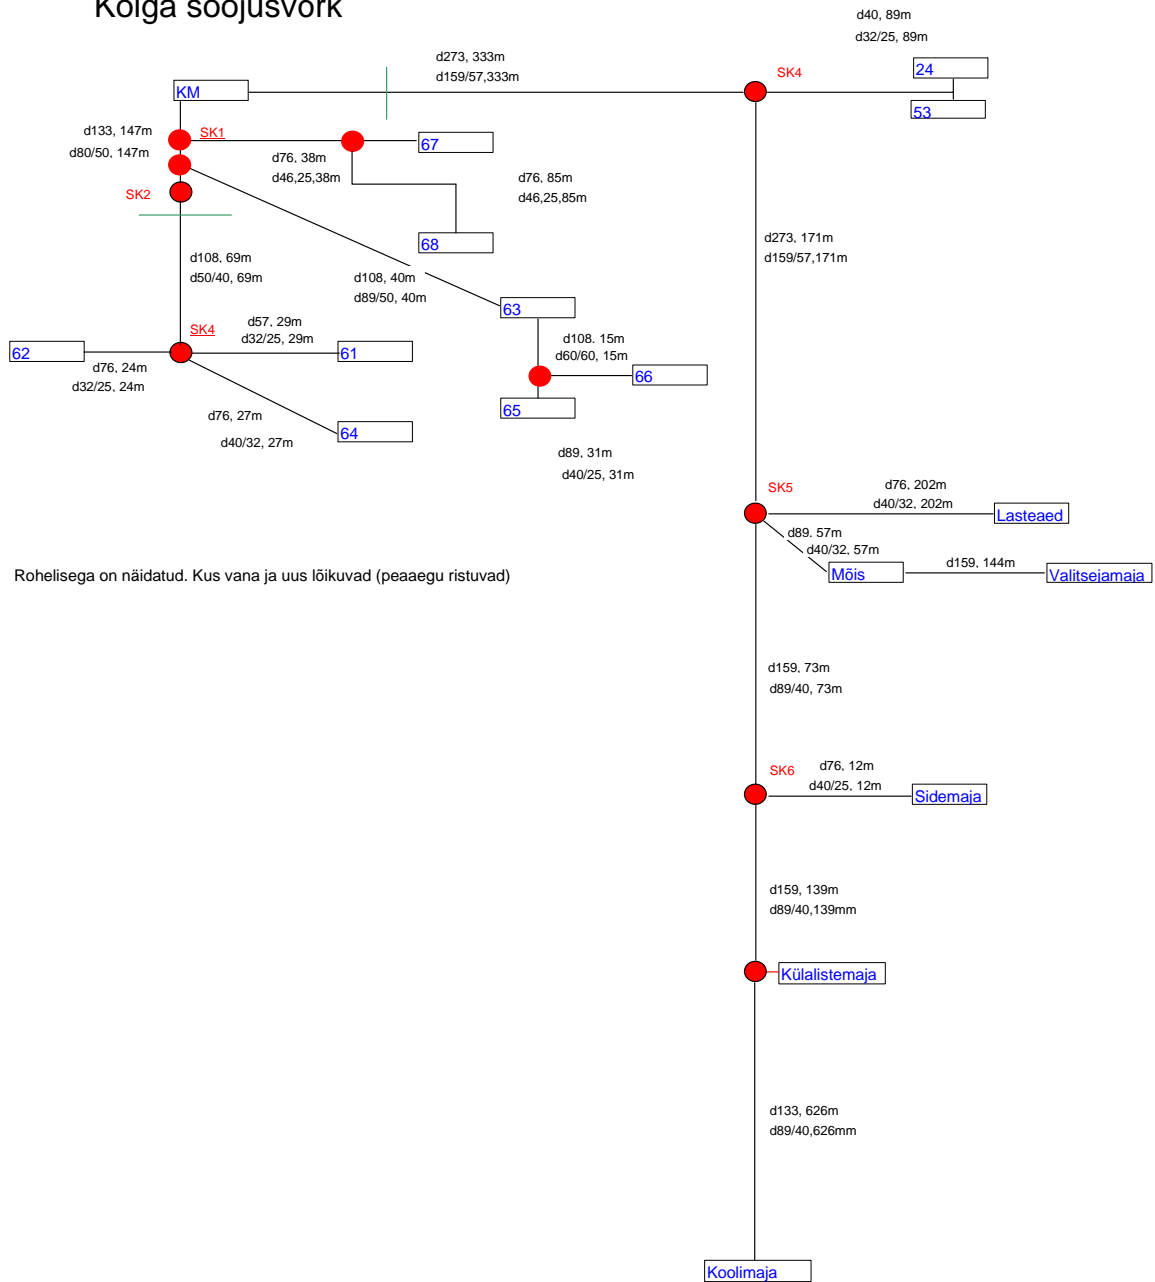 Kolga soojusvõrk
d40, 89m
d32/25, 89m
d273, 333m
d159/57,333m
SK4
24
53
KM
d133, 147m
d80/50, 147m
SK1
67
d76, 38m
d46,25,38m
d76, 85m
d46,25,85m
SK2
68
d108, 69m
d50/40, 69m
d108, 40m
d89/50, 40m
d273, 171m
d159/57,171m
63
SK4
d57, 29m
d32/25, 29m
d108. 15m
d60/60, 15m
62
61
66
d76, 24m
d32/25, 24m
65
d76, 27m
d40/32, 27m
64
d89, 31m
d40/25, 31m
SK5
d76, 202m
d40/32, 202m
Lasteaed
d89. 57m
d40/32, 57m
Mõis
d159, 144m
Valitsejamaja
Rohelisega on näidatud. Kus vana ja uus lõikuvad (peaaegu ristuvad)
d159, 73m
d89/40, 73m
SK6
d76, 12m
d40/25, 12m
Sidemaja
d159, 139m
d89/40,139mm
Külalistemaja
d133, 626m
d89/40,626mm
Koolimaja